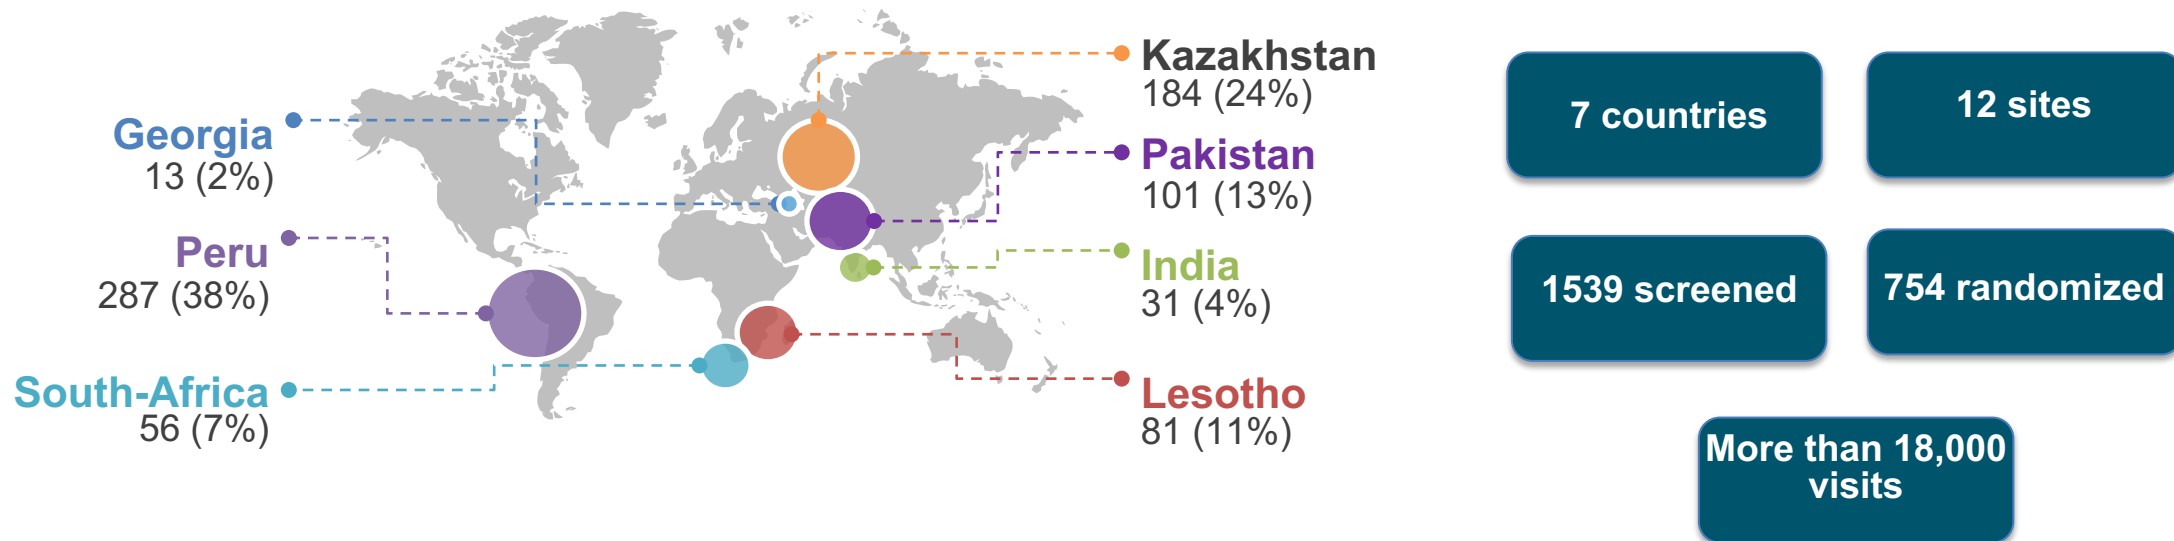 Georgia
13 (2%)
Peru
287 (38%)
South-Africa
56 (7%)
Kazakhstan
184 (24%)
Pakistan
101 (13%)
India
31 (4%)
Lesotho
81 (11%)
7 countries
12 sites
1539 screened
754 randomized
More than 18,000
visits